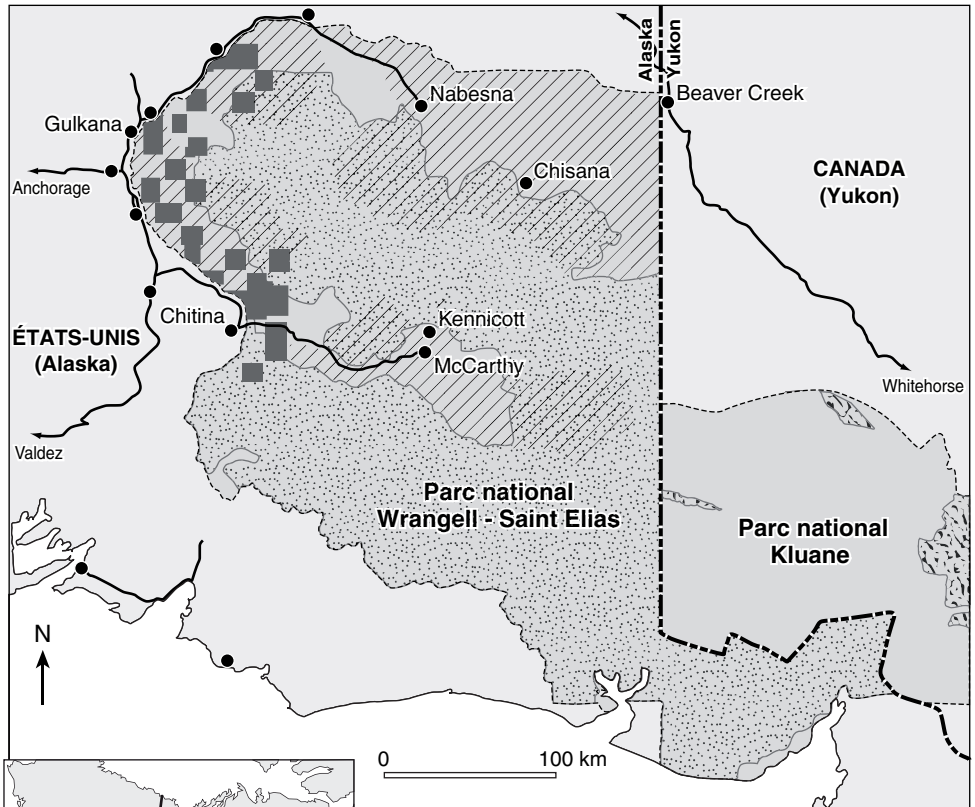 Alaska
Yukon
Nabesna
Beaver Creek
Gulkana
Chisana
CANADA
(Yukon)
Anchorage
Chitina
Kennicott
ÉTATS-UNIS
(Alaska)
McCarthy
Whitehorse
Valdez
Parc national
Wrangell - Saint Elias
Parc national
Kluane
N
0
100 km